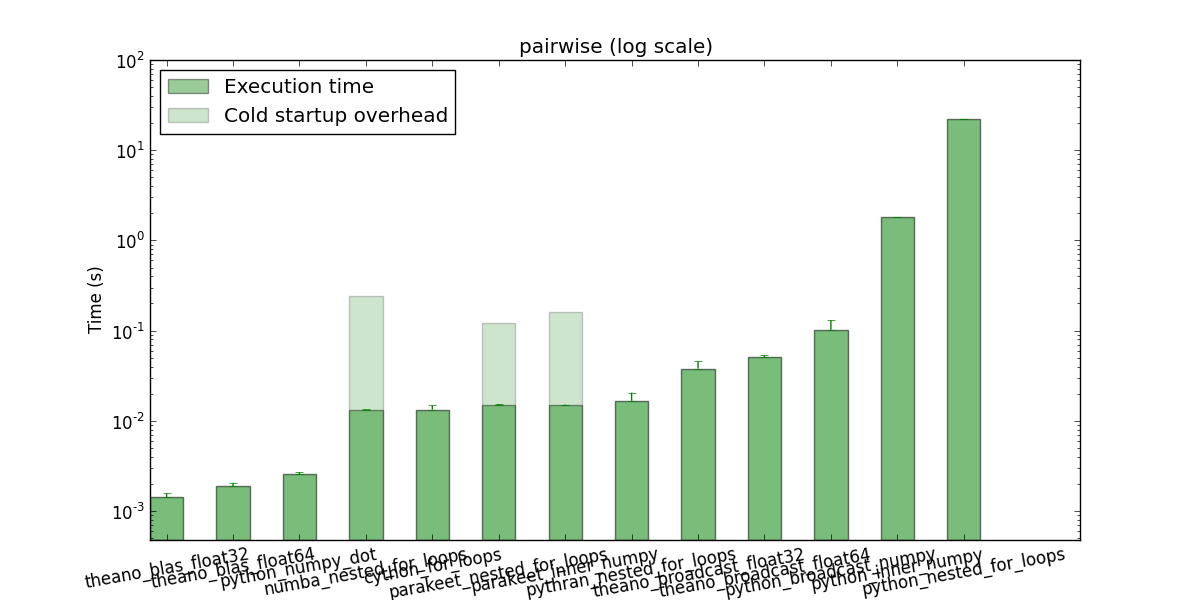 pairwise (log scale)
Execution time
Cold startup overhead
Time (s)
10^2
10^1
10^0
10^-1
10^-2
10^-3
theano_blas_float32
theano_blas_float64
python_numpy_dot
numba_nested_for_loops
cython_for_loops
parakeet_nested_for_loops
parakeet_inner_numpy
pythran_nested_for_loops
theano_broadcast_float32
theano_broadcast_float64
python_broadcast_numpy
python_inner_numpy
python_nested_for_loops